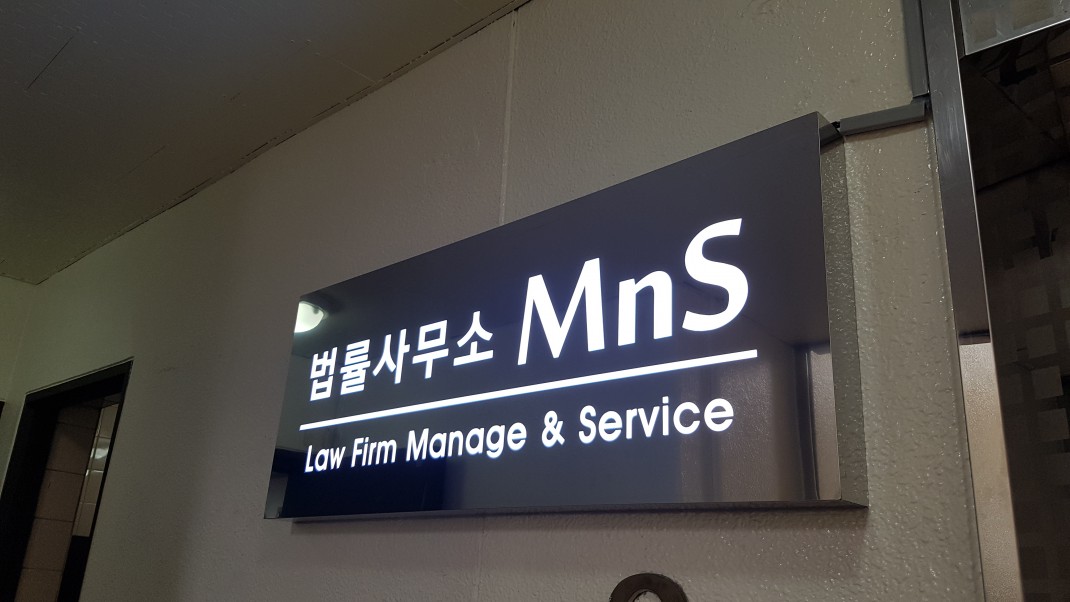 법률사무소 MnS
Law Firm Manage & Service